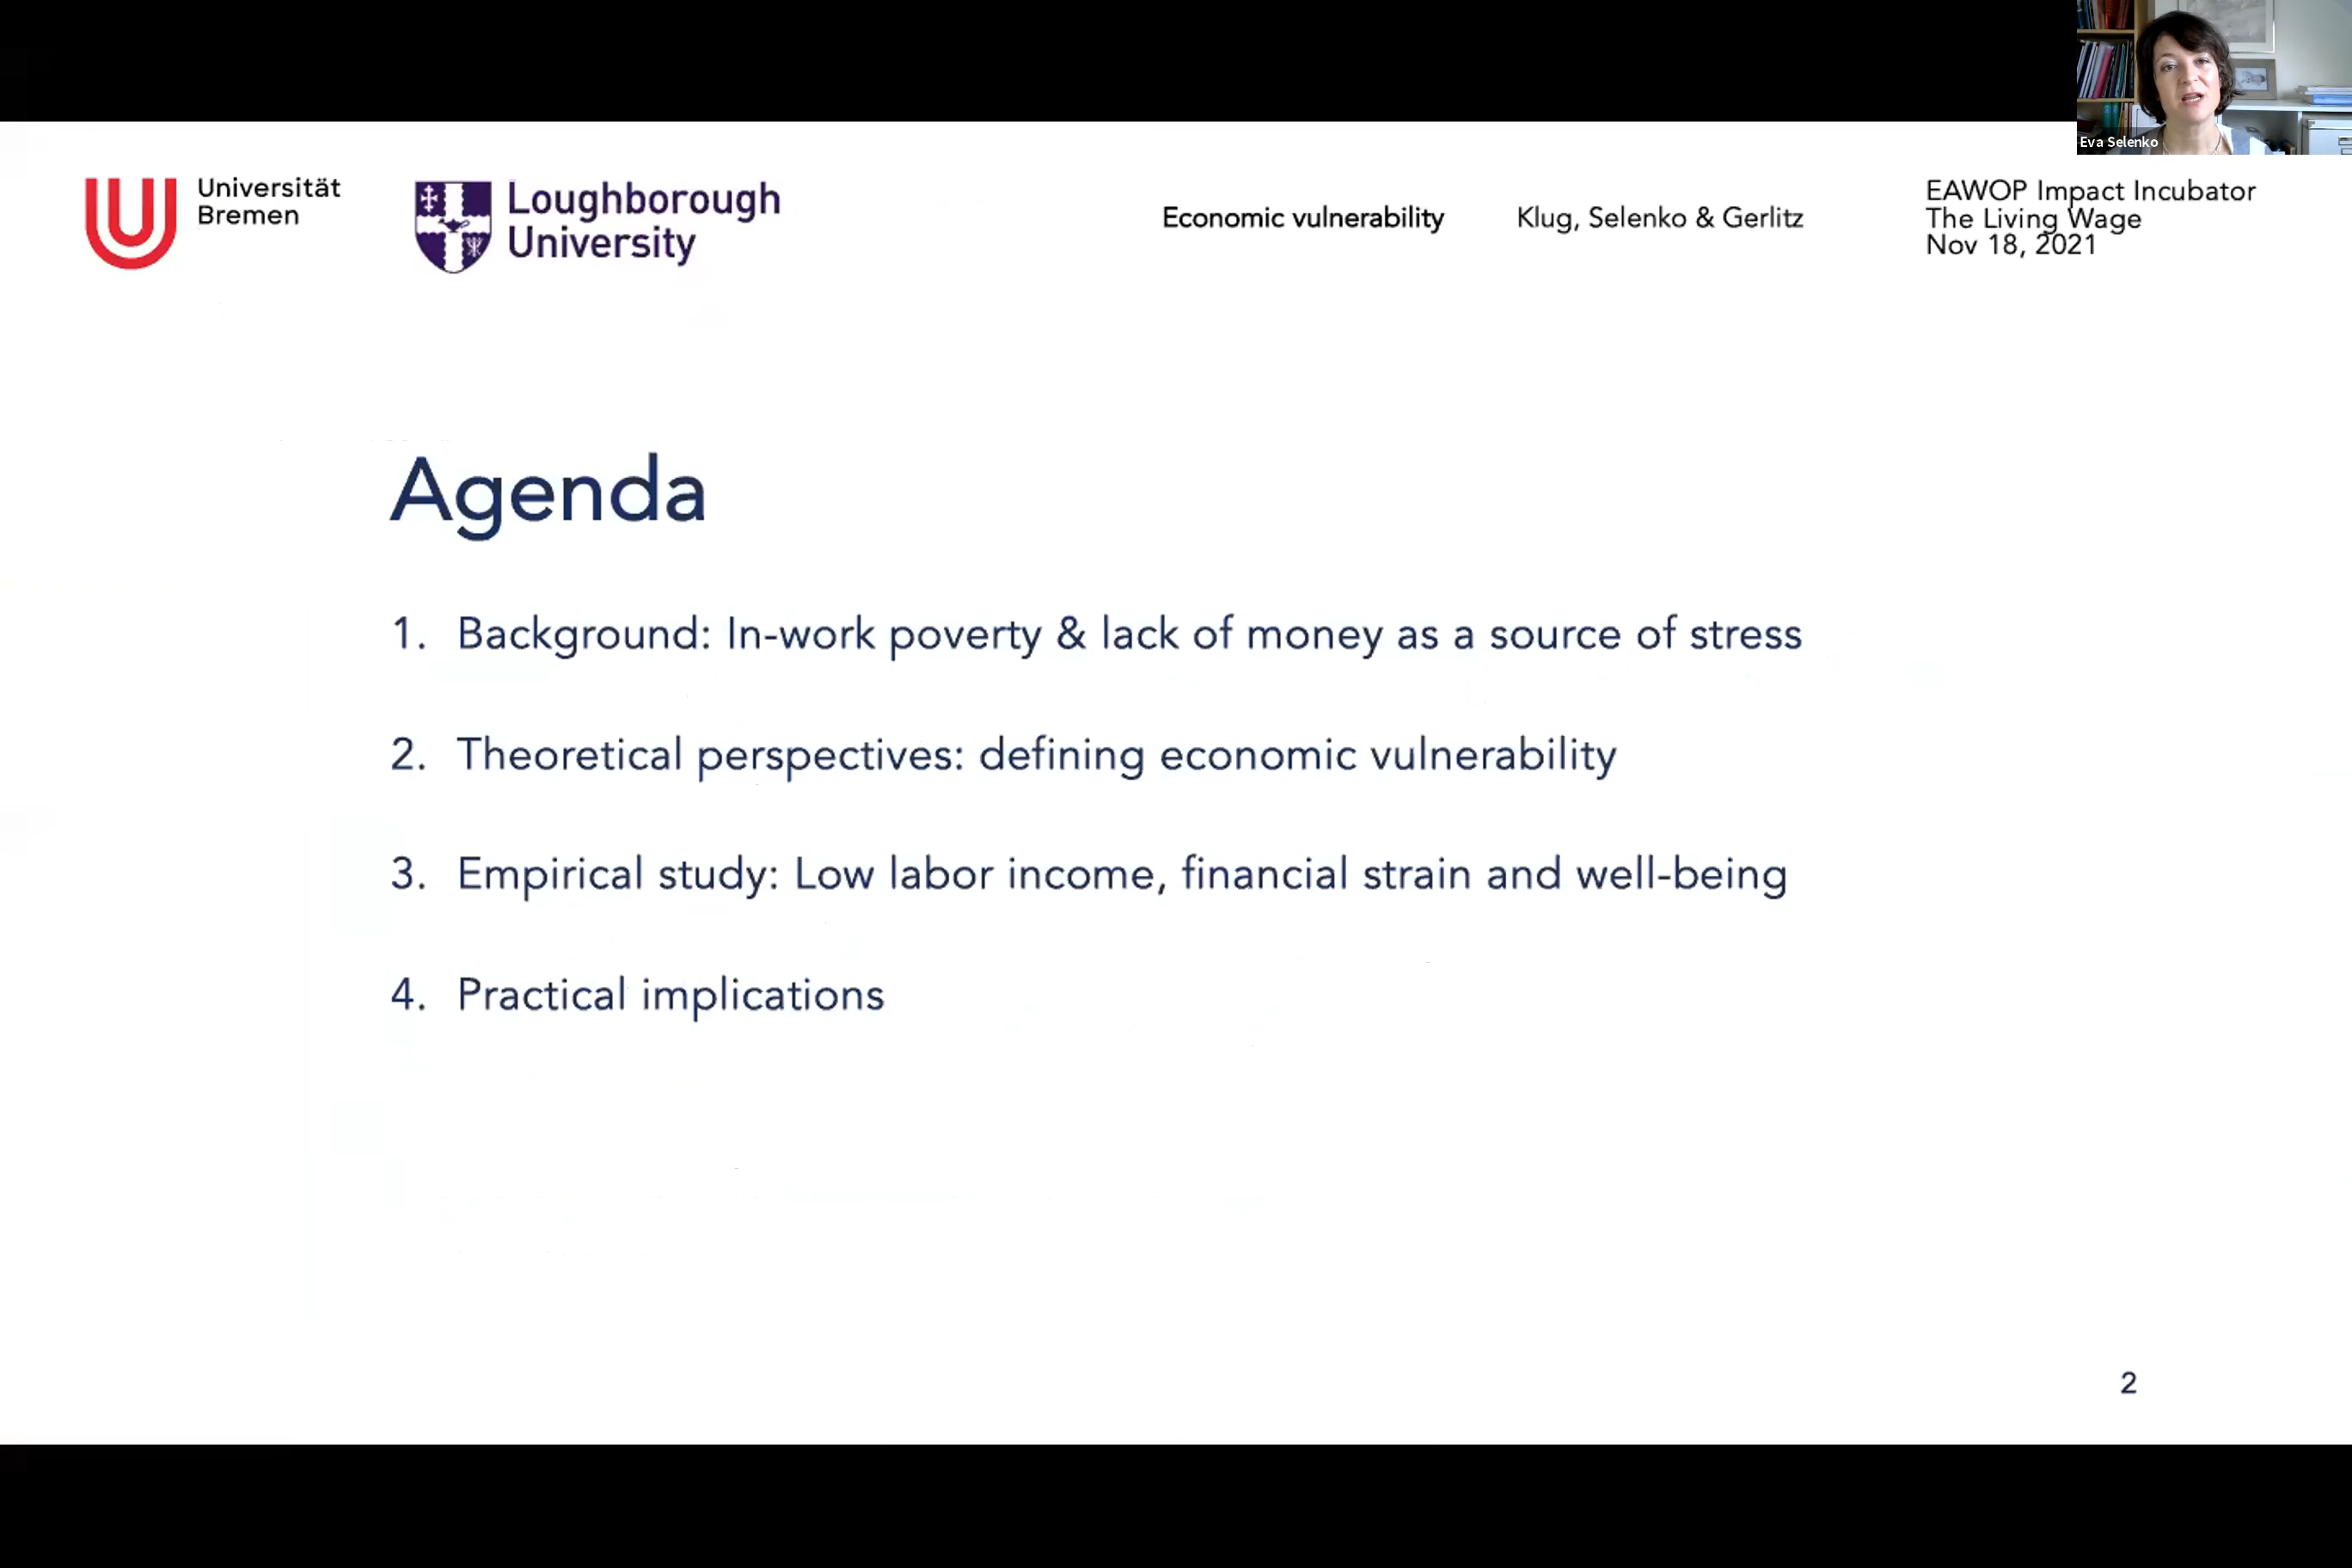 Eva Selenko
Universität
Bremen
Loughborough
University
Economic vulnerability
Klug, Selenko & Gerlitz
EAWOP Impact Incubator
The Living Wage
Nov 18, 2021
Agenda
1. Background: In-work poverty & lack of money as a source of stress
2. Theoretical perspectives: defining economic vulnerability
3. Empirical study: Low labor income, financial strain and well-being
4. Practical implications
2